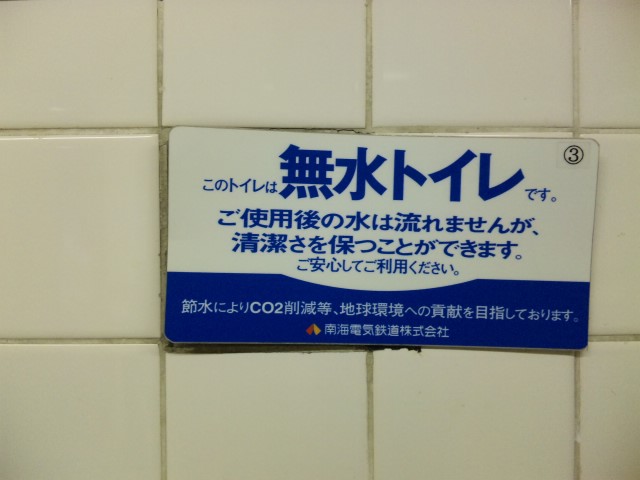 ③
このトイレは無水トイレです。
ご使用後の水は流れませんが、
清潔さを保つことができます。
ご安心してご利用ください。
節水によりCO2削減等、地球環境への貢献を目指しております。
南海電気鉄道株式会社